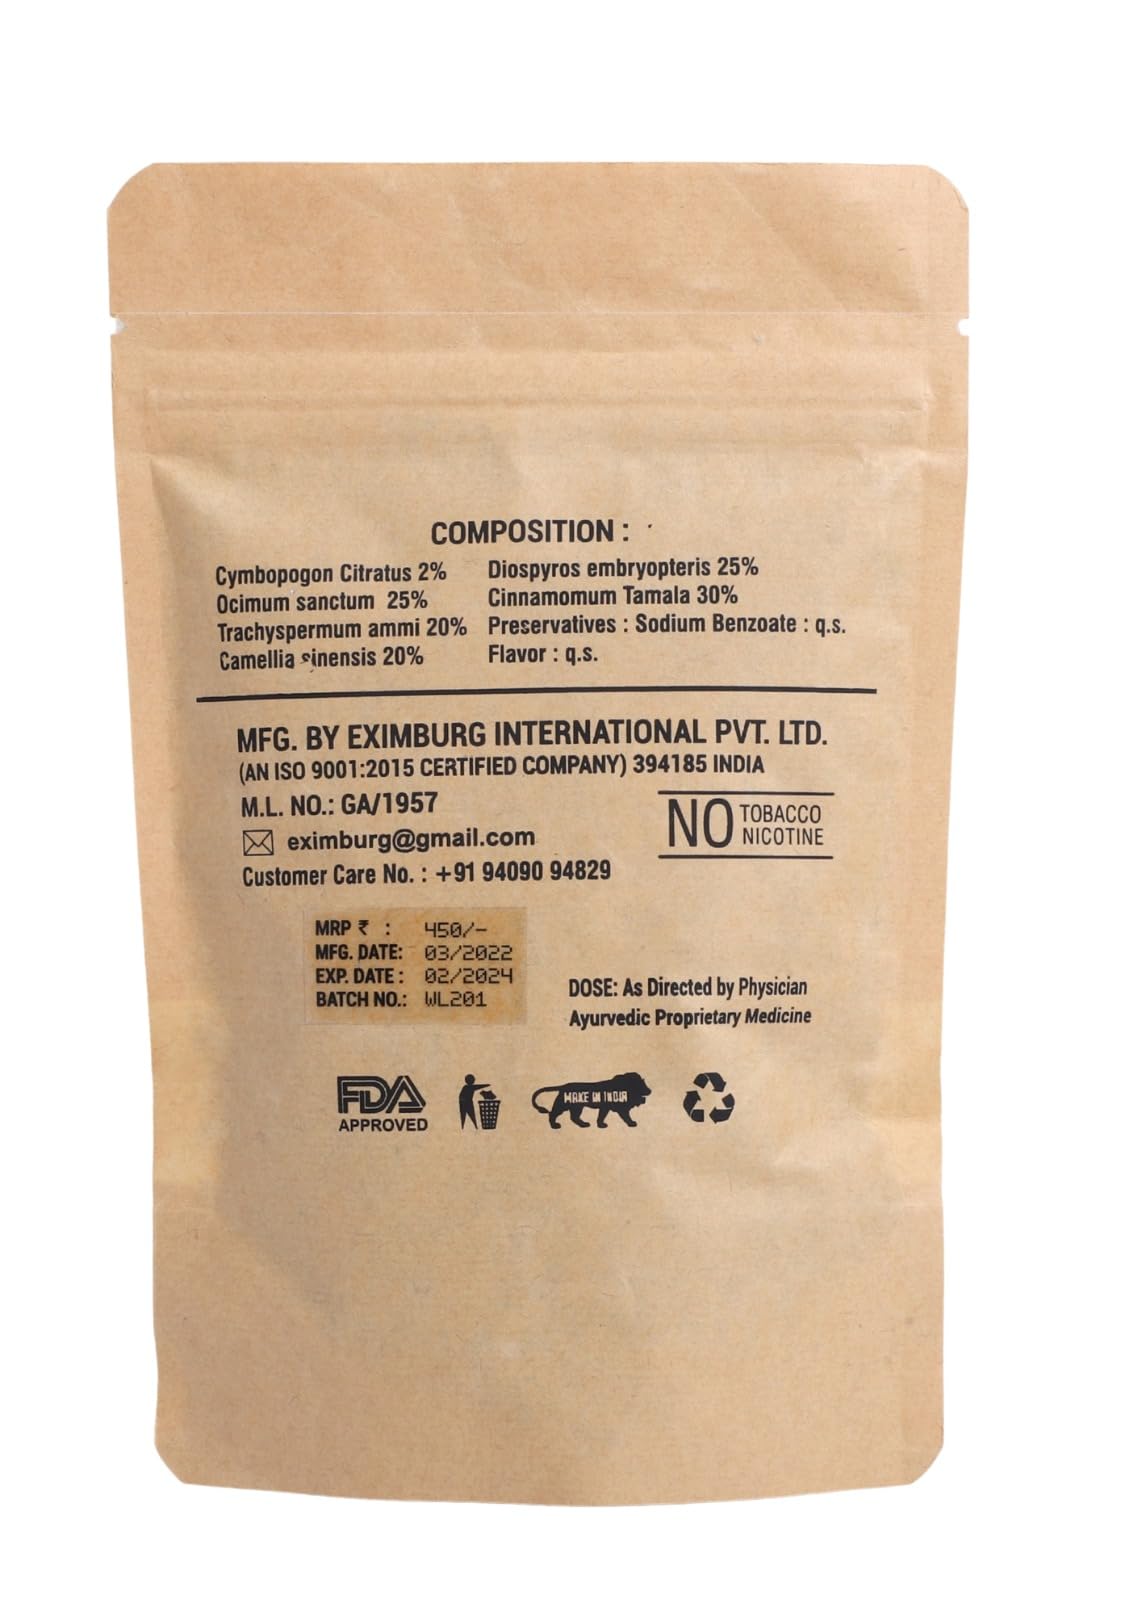 COMPOSITION :
Cymbopogon Citratus 2%
Ocimum sanctum 25%
Trachyspermum ammi 20%
Camellia sinensis 20%
Diospyros embryopteris 25%
Cinnamomum Tamala 30%
Preservatives : Sodium Benzoate : q.s.
Flavor : q.s.
MFG. BY EXIMBURG INTERNATIONAL PVT. LTD.
(AN ISO 9001:2015 CERTIFIED COMPANY) 394185 INDIA
M.L. NO.: GA/1957
eximburg@gmail.com
Customer Care No. : +91 94090 94829
NO TOBACCO
NICOTINE
MRP ₹ : 450/-
MFG. DATE: 03/2022
EXP. DATE : 02/2024
BATCH NO.: WL201
DOSE: As Directed by Physician
Ayurvedic Proprietary Medicine
FDA
APPROVED
MAKE IN INDIA